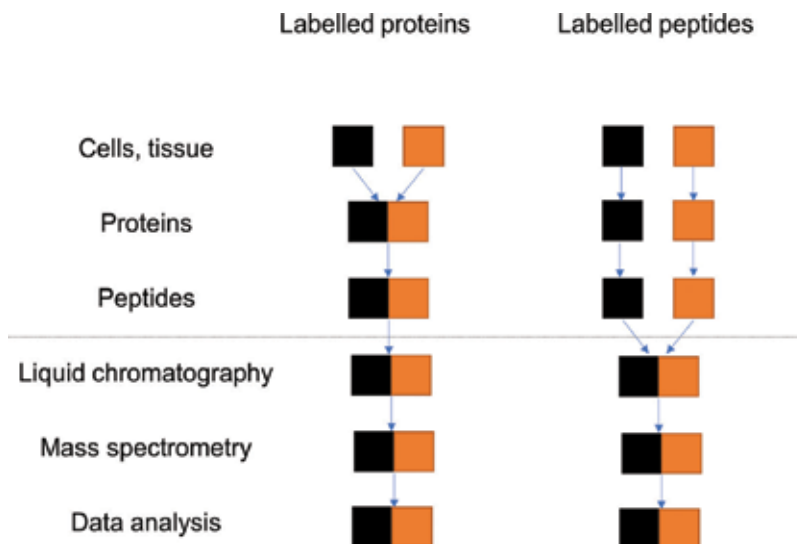 Labelled proteins
Labelled peptides
Cells, tissue
Proteins
Peptides
Liquid chromatography
Mass spectrometry
Data analysis